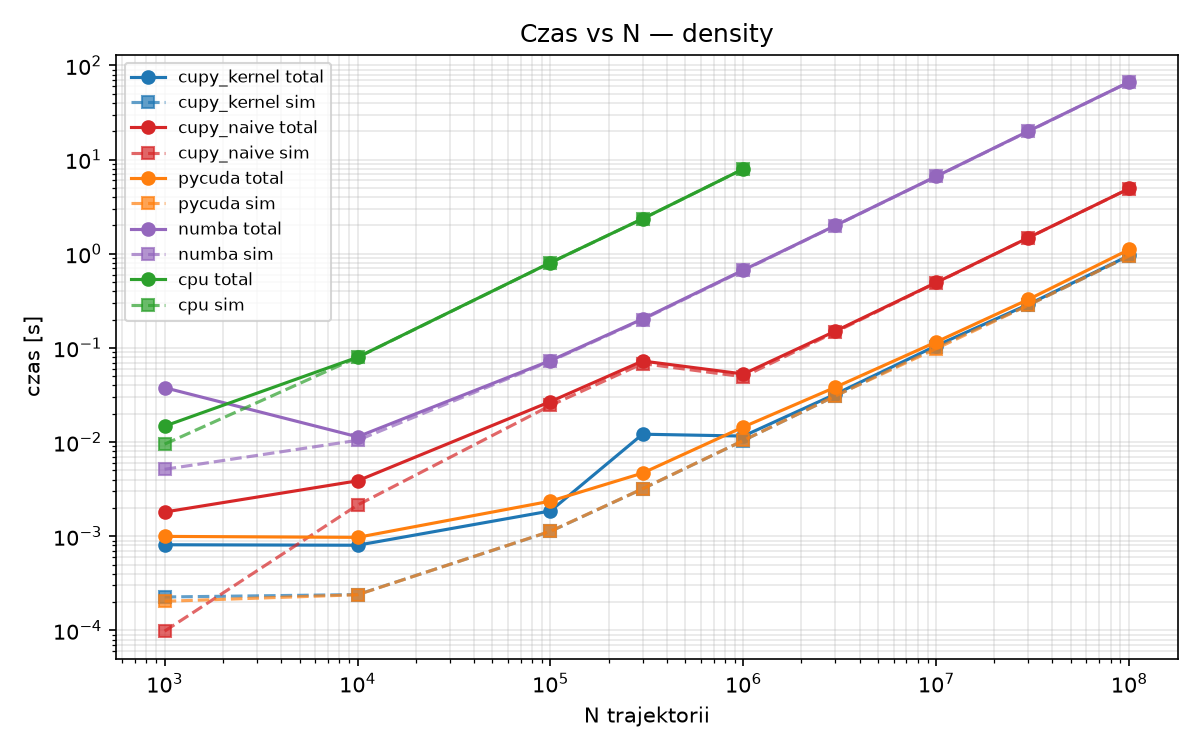 Czas vs N — density
10²
10¹
10⁰
10⁻¹
10⁻²
10⁻³
10⁻⁴
czas [s]
cupy_kernel total
cupy_kernel sim
cupy_naive total
cupy_naive sim
pycuda total
pycuda sim
numba total
numba sim
cpu total
cpu sim
10³ 10⁴ 10⁵ 10⁶ 10⁷ 10⁸
N trajektorii